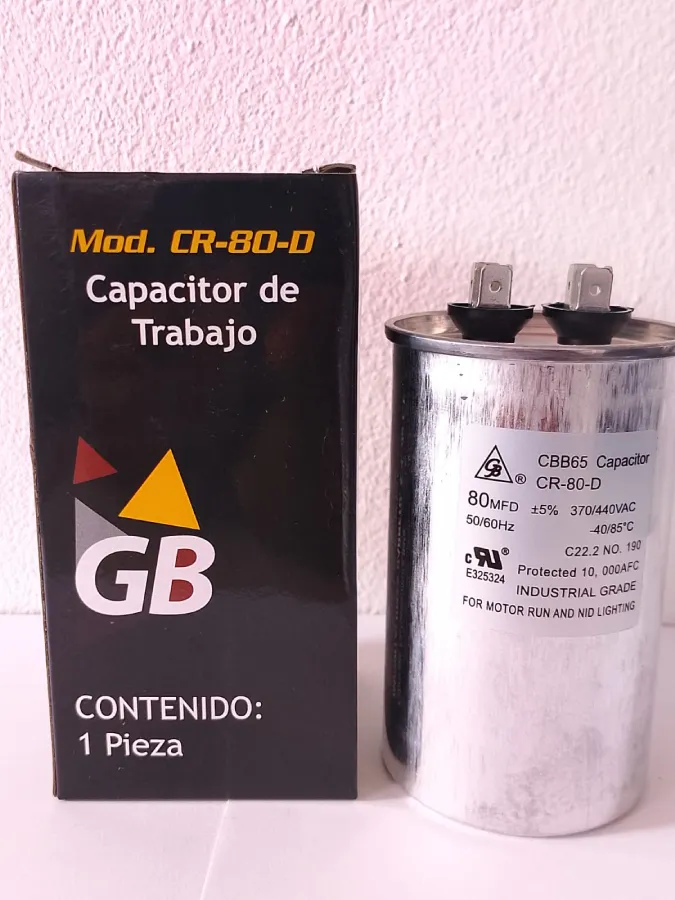 Mod. CR-80-D
Capacitor de
Trabajo
GB
CONTENIDO:
1 Pieza
GB ®
CBB65 Capacitor
CR-80-D
80MFD ±5% 370/440VAC
50/60Hz -40/85°C
C22.2 NO. 190
c RU ®
E325324
Protected 10, 000AFC
INDUSTRIAL GRADE
FOR MOTOR RUN AND NID LIGHTING